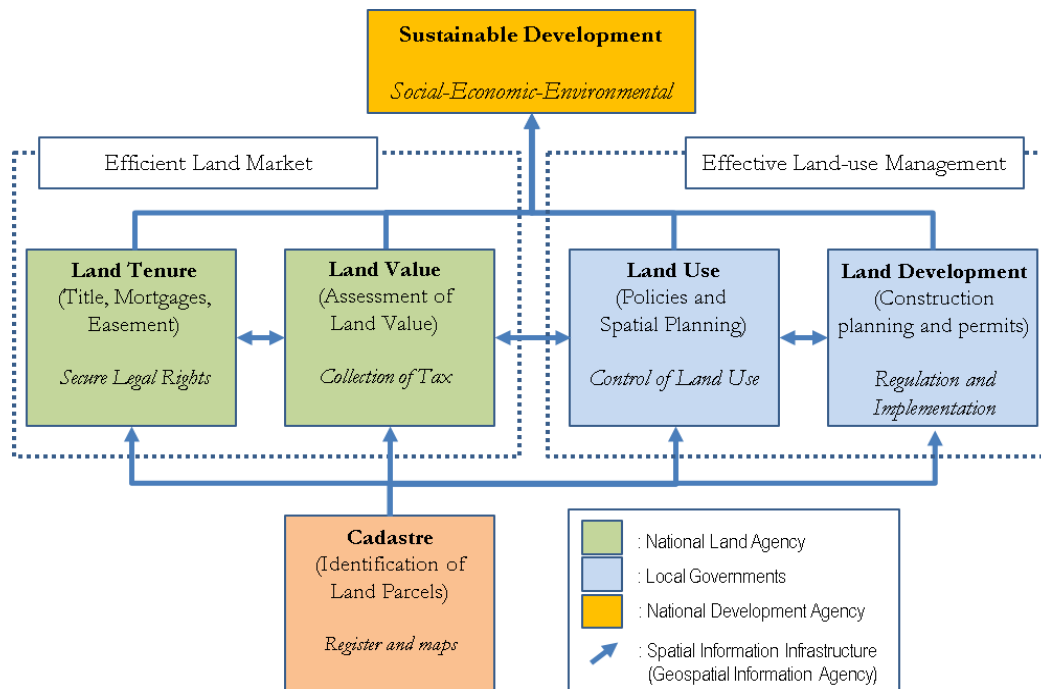 Sustainable Development
Social-Economic-Environmental
Efficient Land Market
Effective Land-use Management
Land Tenure
(Title, Mortgages,
Easement)
Secure Legal Rights
Land Value
(Assessment of
Land Value)
Collection of Tax
Land Use
(Policies and
Spatial Planning)
Control of Land Use
Land Development
(Construction
planning and permits)
Regulation and
Implementation
Cadastre
(Identification of
Land Parcels)
Register and maps
: National Land Agency
: Local Governments
: National Development Agency
: Spatial Information Infrastructure
(Geospatial Information Agency)